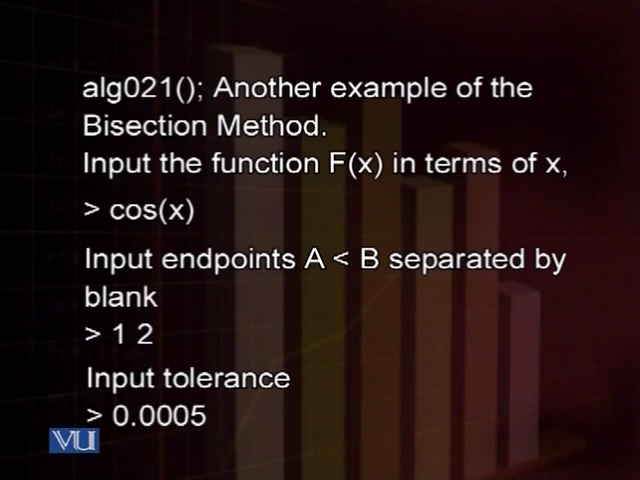 alg021(); Another example of the
Bisection Method.
Input the function F(x) in terms of x,
> cos(x)
Input endpoints A < B separated by
blank
> 1 2
Input tolerance
> 0.0005
VU